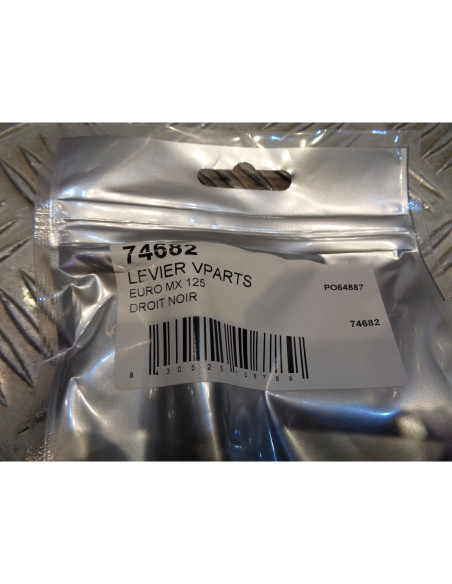 74682
LEVIER VPARTS
EURO MX 125
DROIT NOIR
PO64887
74682